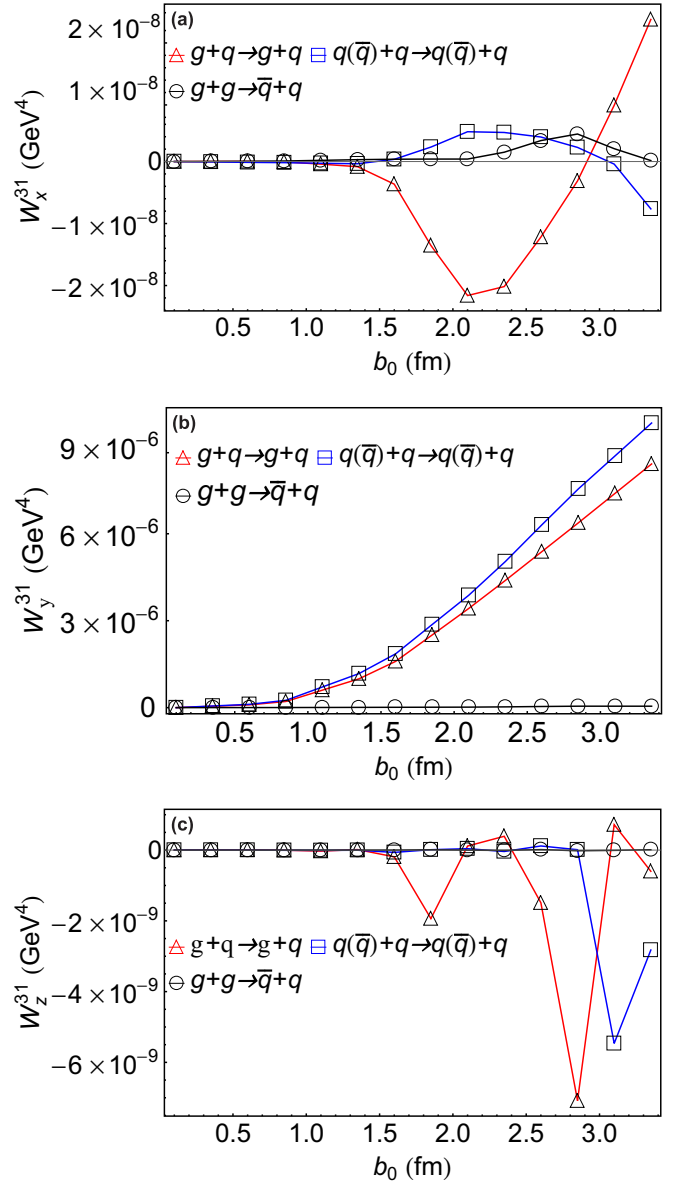 (a)
g+q→g+q q(q̅)+q→q(q̅)+q
g+g→q̅+q
2×10⁻⁸
1×10⁻⁸
0
−1×10⁻⁸
−2×10⁻⁸
W_x^31 (GeV⁴)
0.5 1.0 1.5 2.0 2.5 3.0
b₀ (fm)
(b)
g+q→g+q q(q̅)+q→q(q̅)+q
g+g→q̅+q
9×10⁻⁶
6×10⁻⁶
3×10⁻⁶
0
W_y^31 (GeV⁴)
0.5 1.0 1.5 2.0 2.5 3.0
b₀ (fm)
(c)
0
−2×10⁻⁹
−4×10⁻⁹
−6×10⁻⁹
g+q→g+q q(q̅)+q→q(q̅)+q
g+g→q̅+q
W_z^31 (GeV⁴)
0.5 1.0 1.5 2.0 2.5 3.0
b₀ (fm)